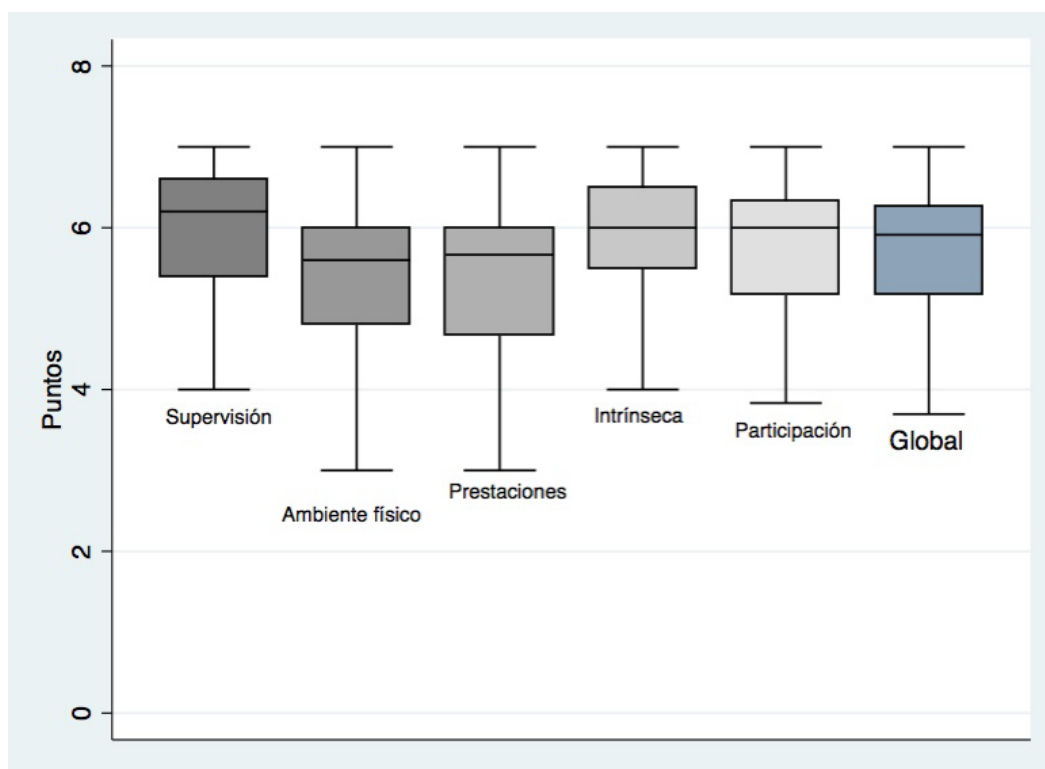 8
6
4
2
0
Puntos
Supervisión
Ambiente físico
Prestaciones
Intrínseca
Participación
Global